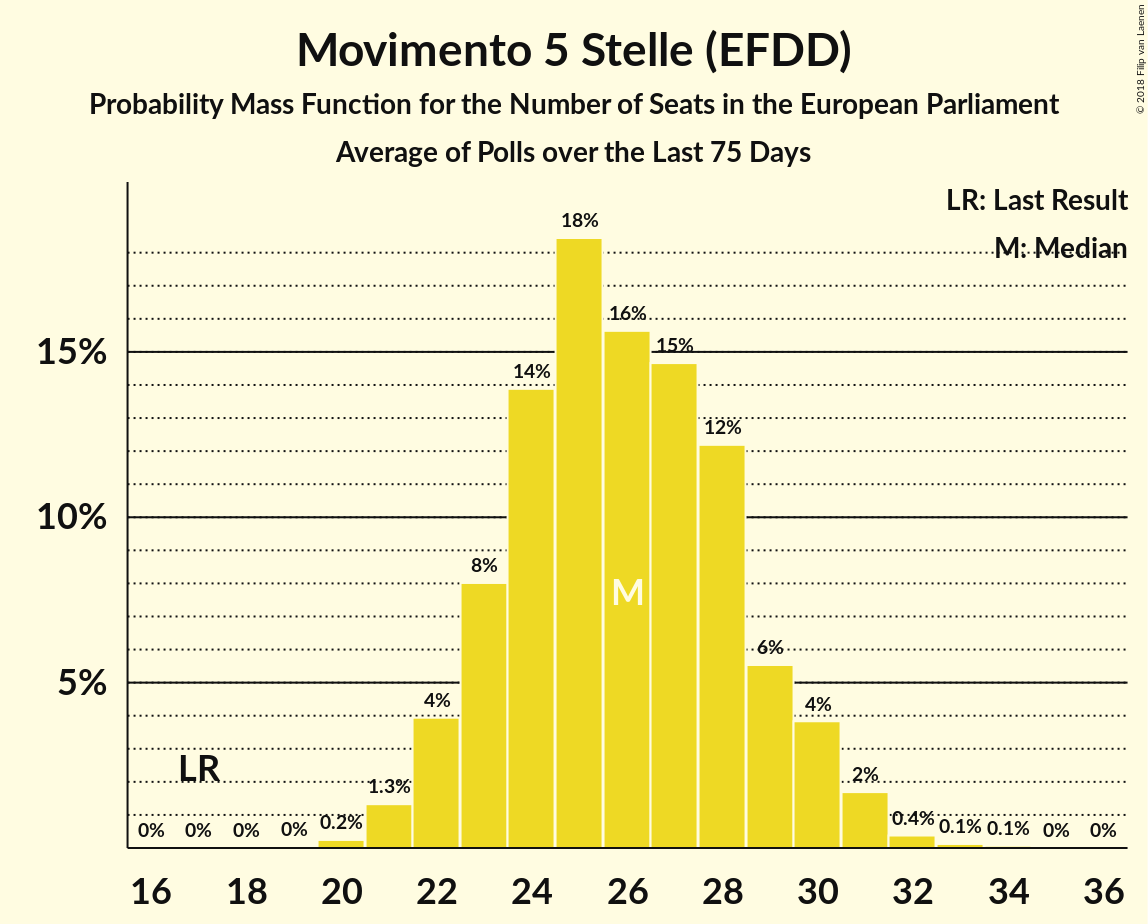 Movimento 5 Stelle (EFDD)
Probability Mass Function for the Number of Seats in the European Parliament
Average of Polls over the Last 75 Days
© 2018 Filip van Laenen
LR: Last Result
M: Median
15%
10%
5%
0%
0%
0%
0%
0.2%
1.3%
4%
8%
14%
18%
16%
15%
12%
6%
4%
2%
0.4%
0.1%
0.1%
0%
0%
LR
M
16 18 20 22 24 26 28 30 32 34 36